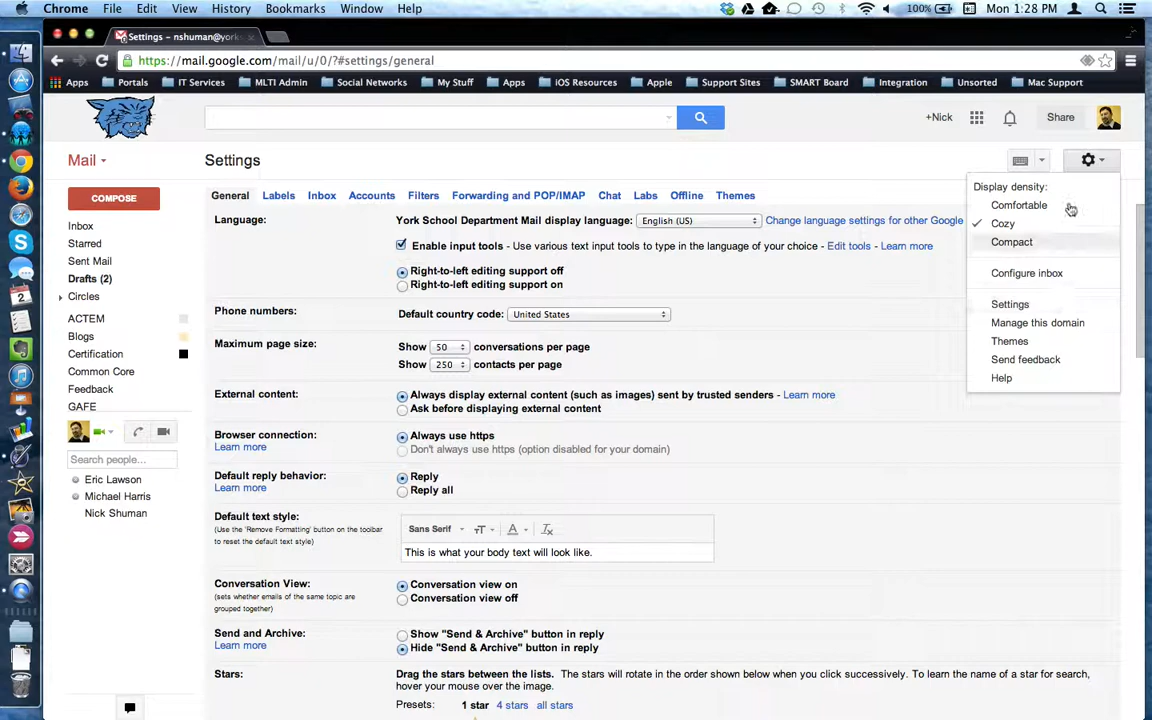 Chrome File Edit View History Bookmarks Window Help 100% Mon 1:28 PM
Settings - nshuman@york
https://mail.google.com/mail/u/0/?#settings/general
Apps Portals IT Services MLTI Admin Social Networks My Stuff Apps iOS Resources Apple Support Sites SMART Board Integration Unsorted Mac Support
+Nick Share
Mail Settings
COMPOSE
Inbox
Starred
Sent Mail
Drafts (2)
Circles
ACTEM
Blogs
Certification
Common Core
Feedback
GAFE
Search people...
Eric Lawson
Michael Harris
Nick Shuman
General Labels Inbox Accounts Filters Forwarding and POP/IMAP Chat Labs Offline Themes
Language: York School Department Mail display language: English (US) Change language settings for other Google
Enable input tools - Use various text input tools to type in the language of your choice - Edit tools - Learn more
Right-to-left editing support off
Right-to-left editing support on
Phone numbers: Default country code: United States
Maximum page size: Show 50 conversations per page
Show 250 contacts per page
External content: Always display external content (such as images) sent by trusted senders - Learn more
Ask before displaying external content
Browser connection: Always use https
Learn more Don't always use https (option disabled for your domain)
Default reply behavior: Reply
Learn more Reply all
Default text style: Sans Serif
(Use the 'Remove Formatting' button on the toolbar
to reset the default text style)
This is what your body text will look like.
Conversation View: Conversation view on
(sets whether emails of the same topic are
grouped together)
Conversation view off
Send and Archive: Show "Send & Archive" button in reply
Learn more Hide "Send & Archive" button in reply
Stars: Drag the stars between the lists. The stars will rotate in the order shown below when you click successively. To learn the name of a star for search,
hover your mouse over the image.
Presets: 1 star 4 stars all stars
Display density:
Comfortable
Cozy
Compact
Configure inbox
Settings
Manage this domain
Themes
Send feedback
Help